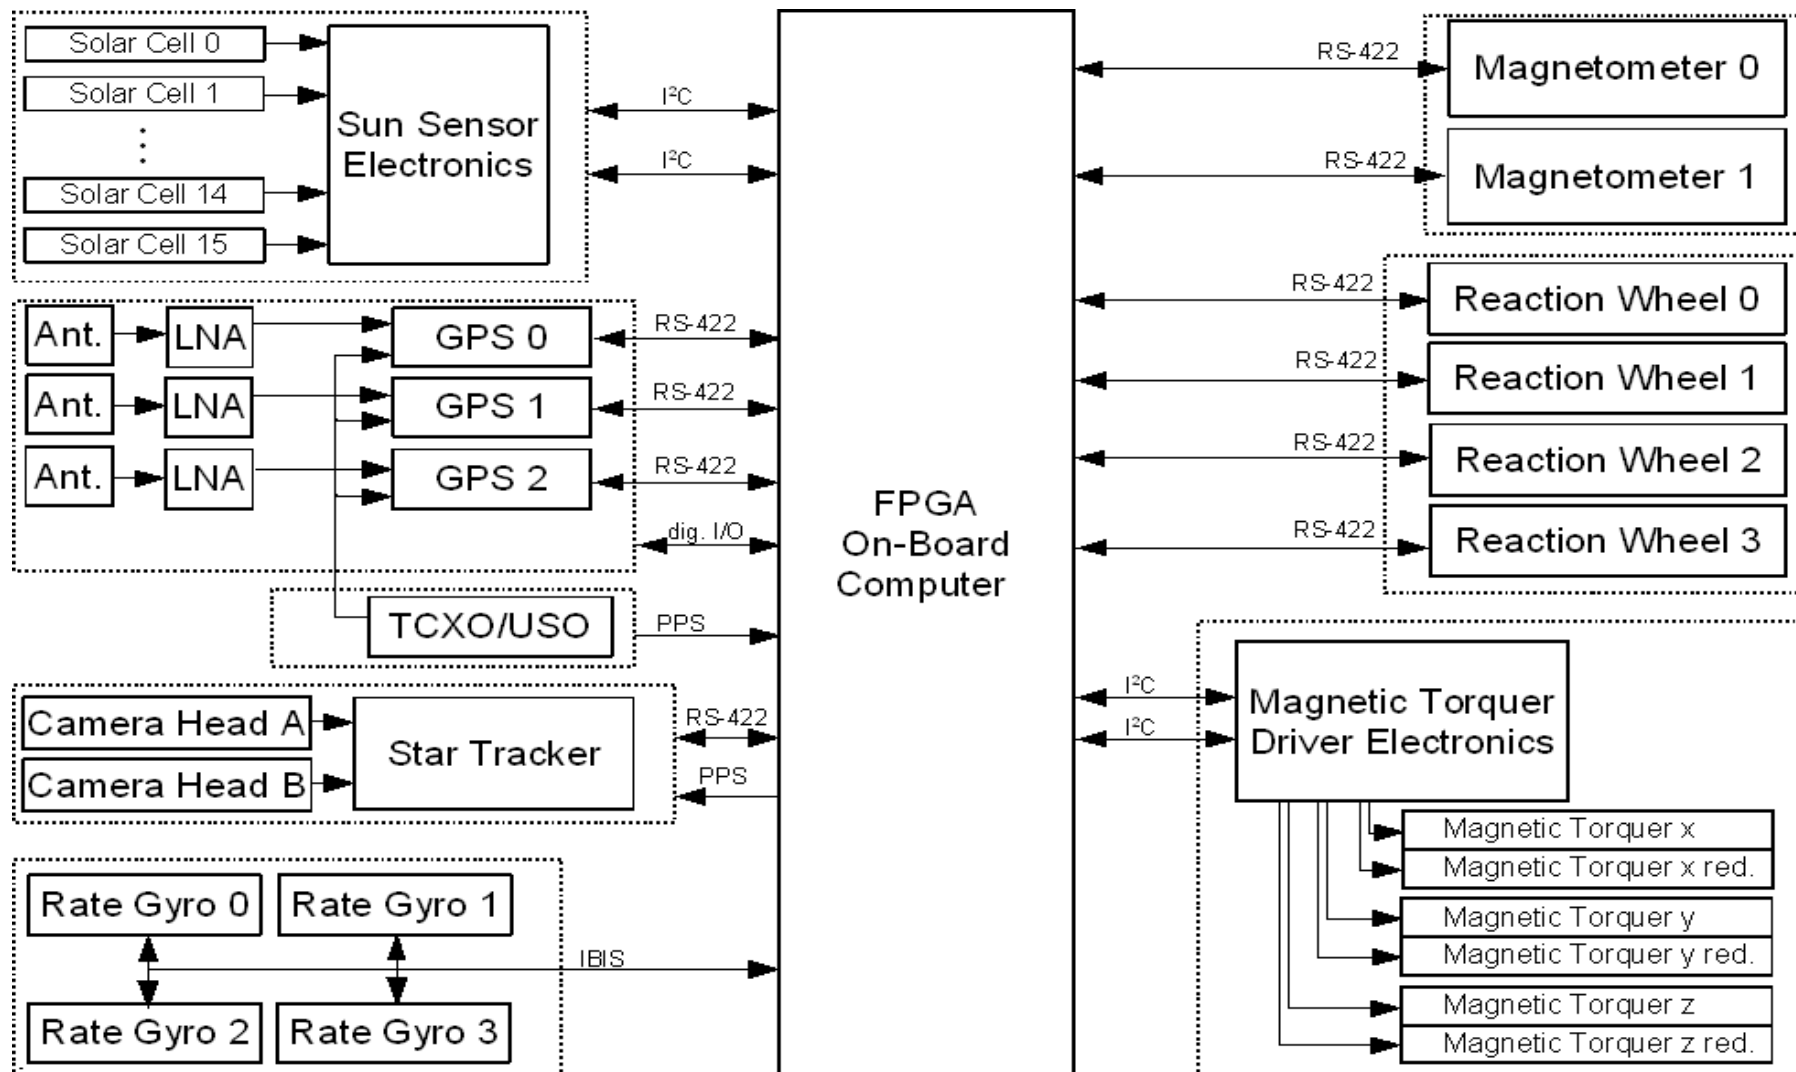 Solar Cell 0
Solar Cell 1
⋮
Solar Cell 14
Solar Cell 15
Sun Sensor
Electronics
I²C
I²C
Ant.
LNA
GPS 0
RS-422
Ant.
LNA
GPS 1
RS-422
Ant.
LNA
GPS 2
RS-422
dig. I/O
TCXO/USO
PPS
Camera Head A
Camera Head B
Star Tracker
RS-422
PPS
Rate Gyro 0
Rate Gyro 1
IBIS
Rate Gyro 2
Rate Gyro 3
FPGA
On-Board
Computer
RS-422
Magnetometer 0
RS-422
Magnetometer 1
RS-422
Reaction Wheel 0
RS-422
Reaction Wheel 1
RS-422
Reaction Wheel 2
RS-422
Reaction Wheel 3
I²C
I²C
Magnetic Torquer
Driver Electronics
Magnetic Torquer x
Magnetic Torquer x red.
Magnetic Torquer y
Magnetic Torquer y red.
Magnetic Torquer z
Magnetic Torquer z red.